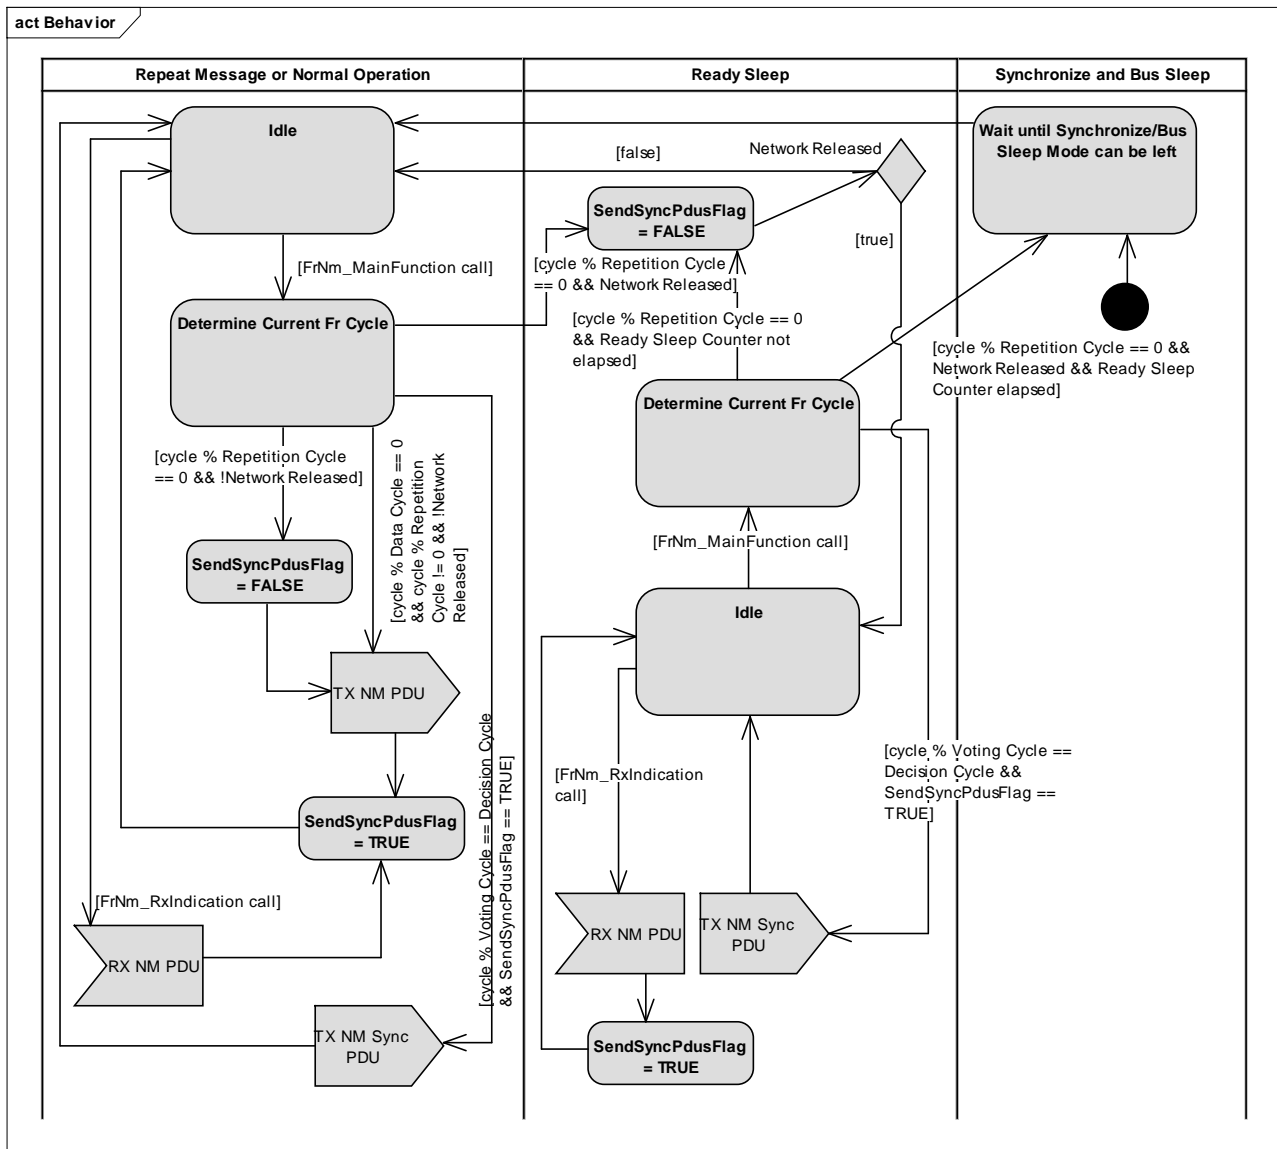 act Behavior
Repeat Message or Normal Operation
Ready Sleep
Synchronize and Bus Sleep
Idle
Wait until Synchronize/Bus
Sleep Mode can be left
Network Released
[false]
SendSyncPdusFlag
= FALSE
[true]
[FrNm_MainFunction call]
[cycle % Repetition Cycle
== 0 && Network Released]
Determine Current Fr Cycle
[cycle % Repetition Cycle == 0
&& Ready Sleep Counter not
elapsed]
[cycle % Repetition Cycle == 0 &&
Network Released && Ready Sleep
Counter elapsed]
Determine Current Fr Cycle
[cycle % Repetition Cycle
== 0 && !Network Released]
[cycle % Data Cycle == 0
&& cycle % Repetition
Cycle != 0 && !Network
Released]
SendSyncPdusFlag
= FALSE
[FrNm_MainFunction call]
Idle
TX NM PDU
[cycle % Voting Cycle == Decision Cycle
&& SendSyncPdusFlag == TRUE]
[cycle % Voting Cycle ==
Decision Cycle &&
SendSyncPdusFlag ==
TRUE]
[FrNm_RxIndication
call]
SendSyncPdusFlag
= TRUE
[FrNm_RxIndication call]
RX NM PDU
RX NM PDU
TX NM Sync
PDU
TX NM Sync
PDU
SendSyncPdusFlag
= TRUE